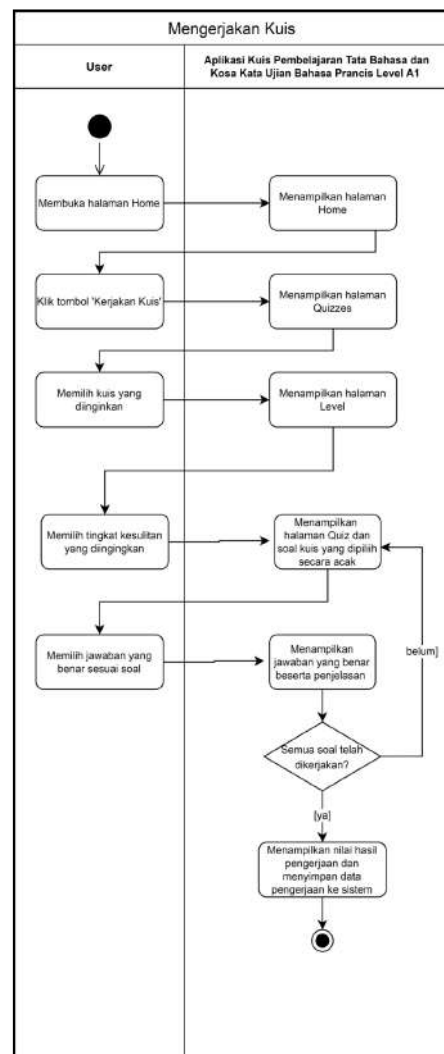 Mengerjakan Kuis
User
Aplikasi Kuis Pembelajaran Tata Bahasa dan
Kosa Kata Ujian Bahasa Prancis Level A1
Membuka halaman Home
Menampilkan halaman
Home
Klik tombol 'Kerjakan Kuis'
Menampilkan halaman
Quizzes
Memilih kuis yang
diinginkan
Menampilkan halaman
Level
Memilih tingkat kesulitan
yang diingingkan
Menampilkan
halaman Quiz dan
soal kuis yang dipilih
secara acak
Memilih jawaban yang
benar sesuai soal
Menampilkan
jawaban yang benar
beserta penjelasan
belum]
Semua soal telah
dikerjakan?
[ya]
Menampilkan nilai hasil
pengerjaan dan
menyimpan data
pengerjaan ke sistem